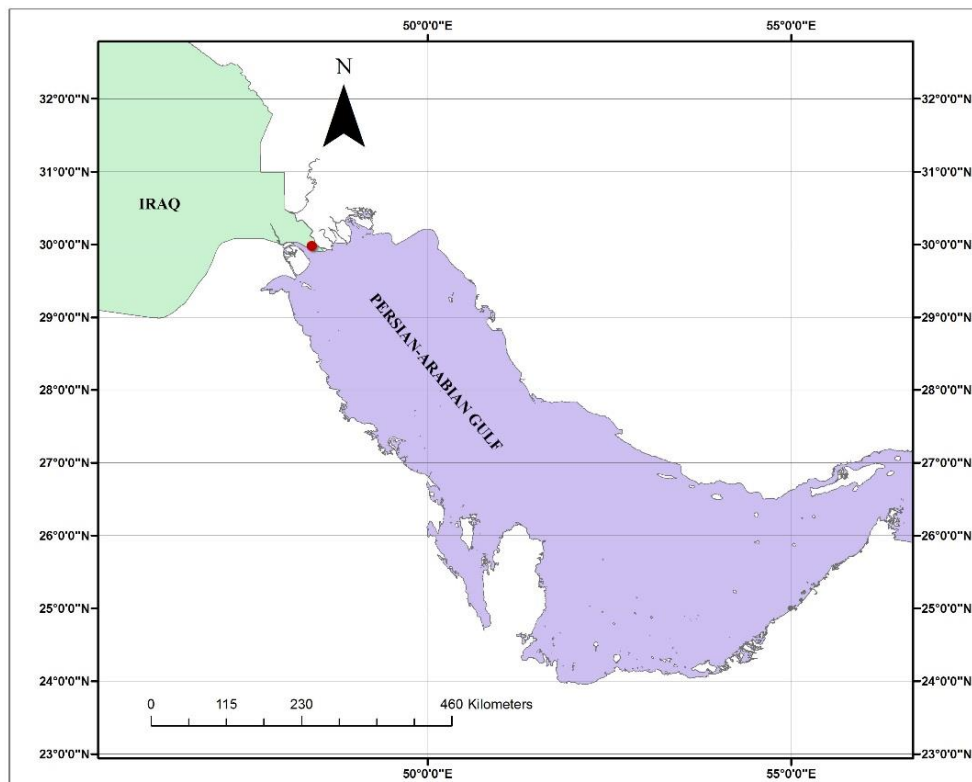 50°0'0"E 55°0'0"E
N
32°0'0"N 32°0'0"N
31°0'0"N 31°0'0"N
IRAQ
30°0'0"N 30°0'0"N
29°0'0"N 29°0'0"N
PERSIAN-ARABIAN GULF
28°0'0"N 28°0'0"N
27°0'0"N 27°0'0"N
26°0'0"N 26°0'0"N
25°0'0"N 25°0'0"N
24°0'0"N 24°0'0"N
0 115 230 460 Kilometers
23°0'0"N 23°0'0"N
50°0'0"E 55°0'0"E